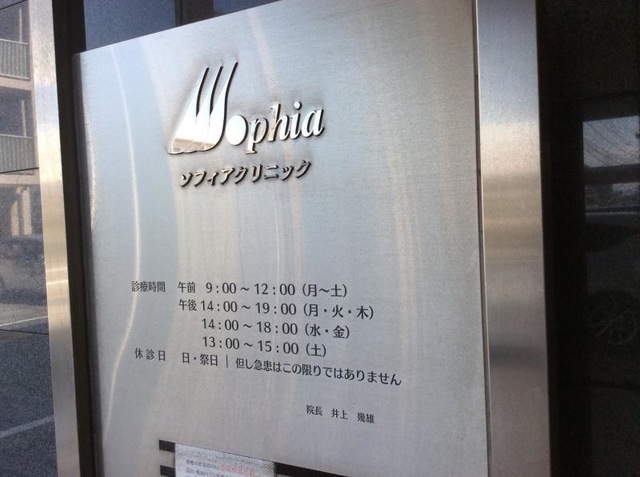 Sophia
ソフィアクリニック
診療時間 午前 9:00〜12:00（月〜土）
午後 14:00〜19:00（月・火・木）
14:00〜18:00（水・金）
13:00〜15:00（土）
休診日 日・祭日 | 但し急患はこの限りではありません
院長 井上 幾雄